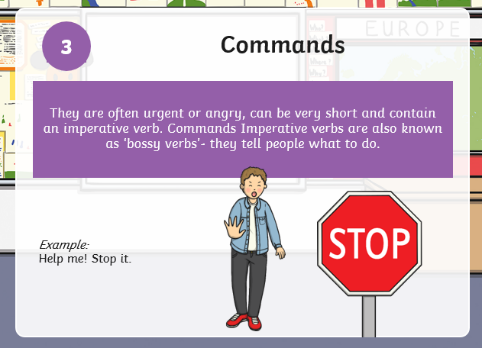 EUROPE
3
Commands
They are often urgent or angry, can be very short and contain
an imperative verb. Commands Imperative verbs are also known
as 'bossy verbs'- they tell people what to do.
Example:
Help me! Stop it.
STOP